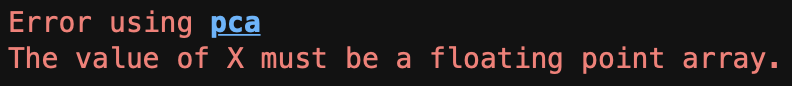 Error using pca
The value of X must be a floating point array.